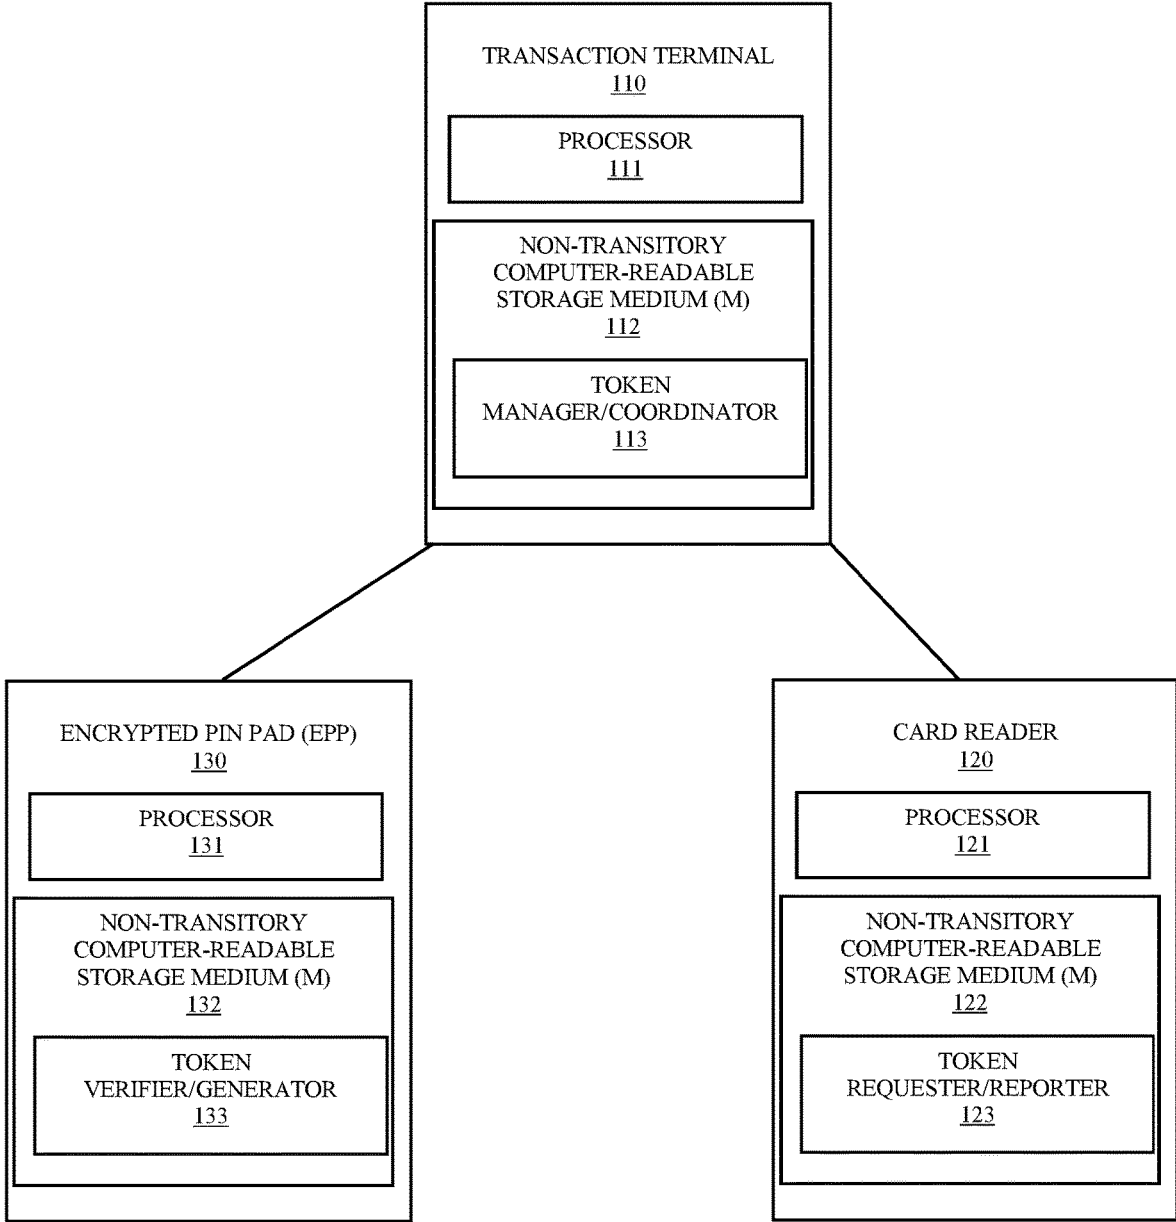 TRANSACTION TERMINAL
110
PROCESSOR
111
NON-TRANSITORY
COMPUTER-READABLE
STORAGE MEDIUM (M)
112
TOKEN
MANAGER/COORDINATOR
113
ENCRYPTED PIN PAD (EPP)
130
PROCESSOR
131
NON-TRANSITORY
COMPUTER-READABLE
STORAGE MEDIUM (M)
132
TOKEN
VERIFIER/GENERATOR
133
CARD READER
120
PROCESSOR
121
NON-TRANSITORY
COMPUTER-READABLE
STORAGE MEDIUM (M)
122
TOKEN
REQUESTER/REPORTER
123